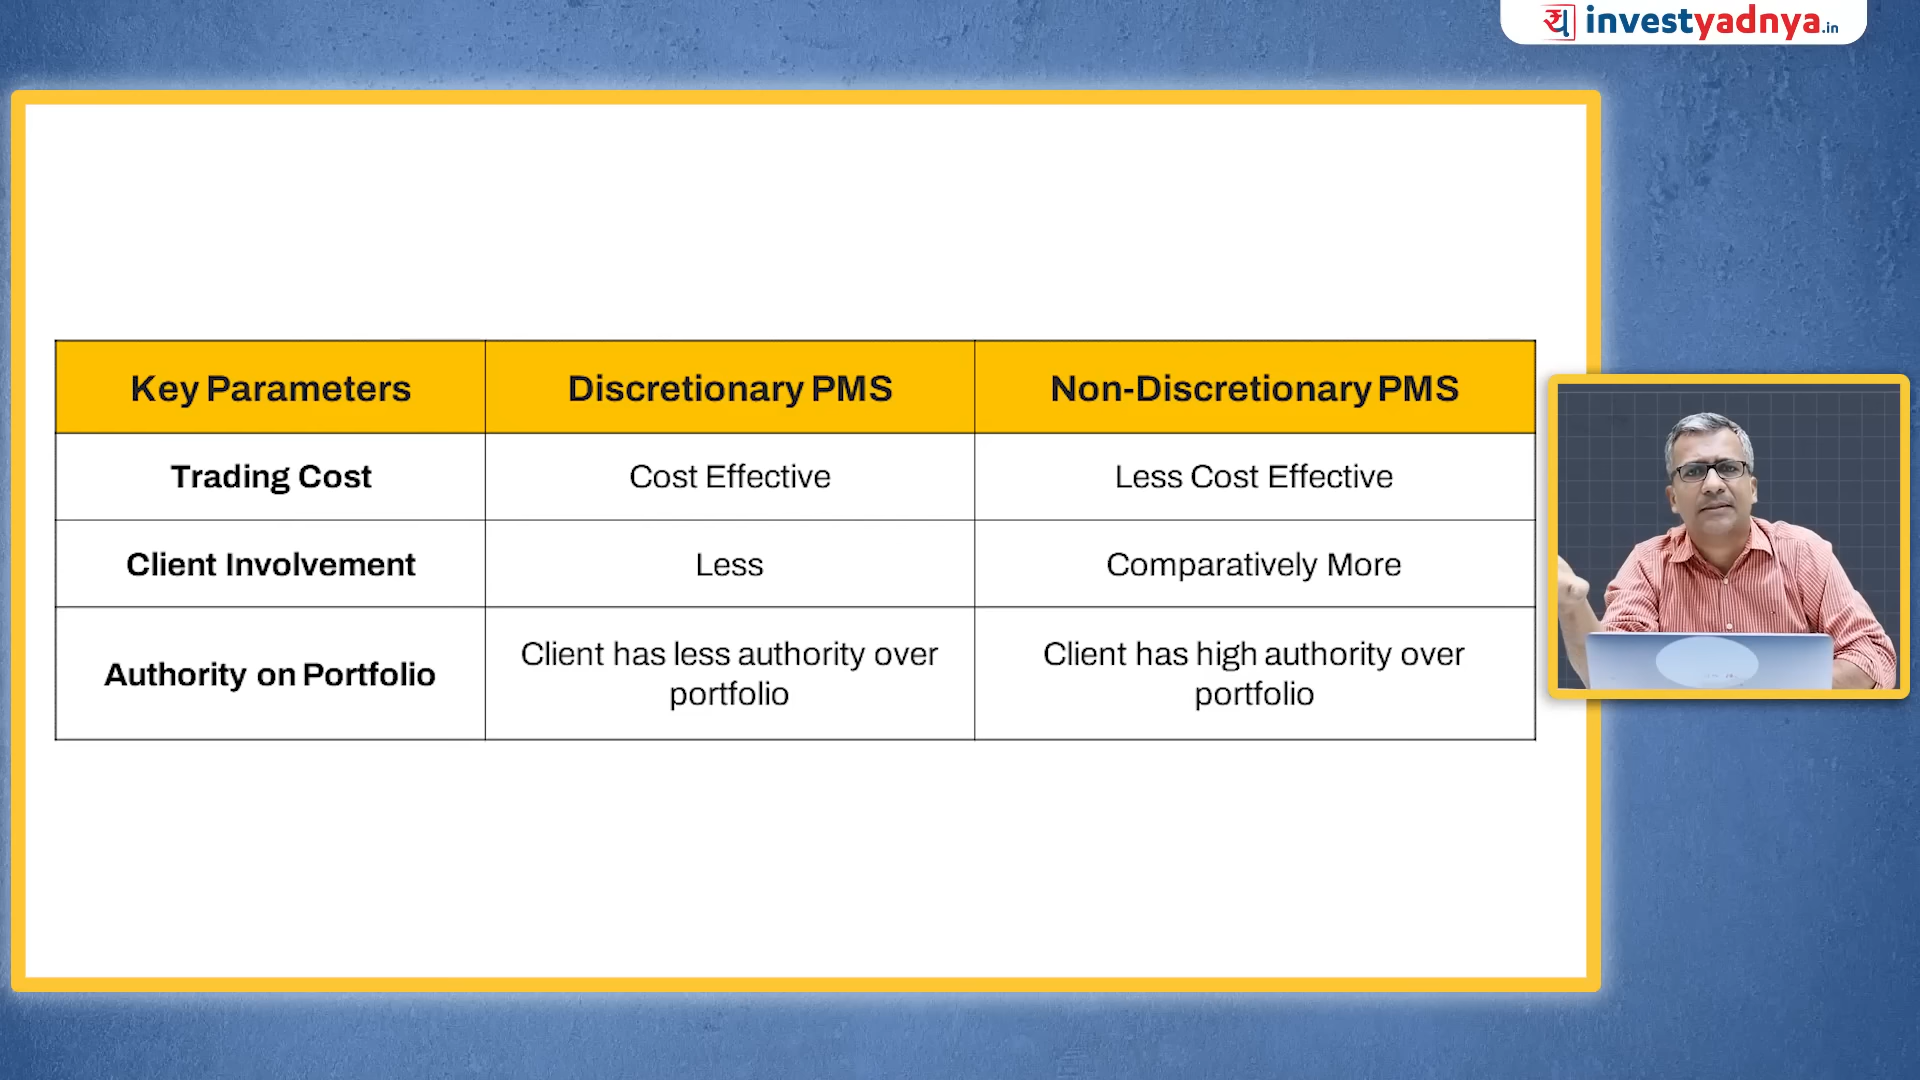 य investyadnya.in
Key Parameters
Discretionary PMS
Non-Discretionary PMS
Trading Cost
Cost Effective
Less Cost Effective
Client Involvement
Less
Comparatively More
Authority on Portfolio
Client has less authority over
portfolio
Client has high authority over
portfolio